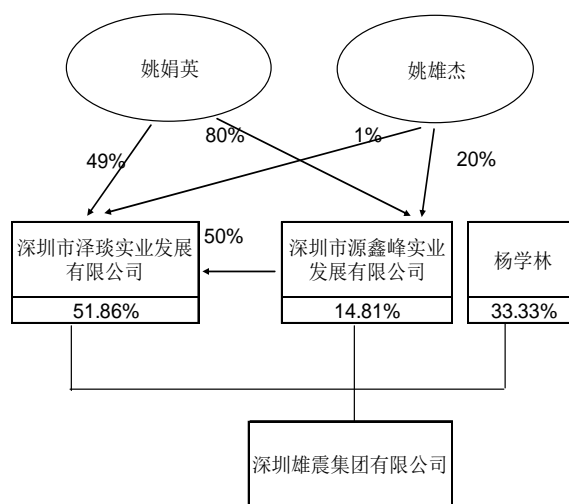 姚娟英
姚雄杰
49%
80%
1%
20%
深圳市泽琰实业发展
有限公司
51.86%
50%
深圳市源鑫峰实业
发展有限公司
14.81%
杨学林
33.33%
深圳雄震集团有限公司